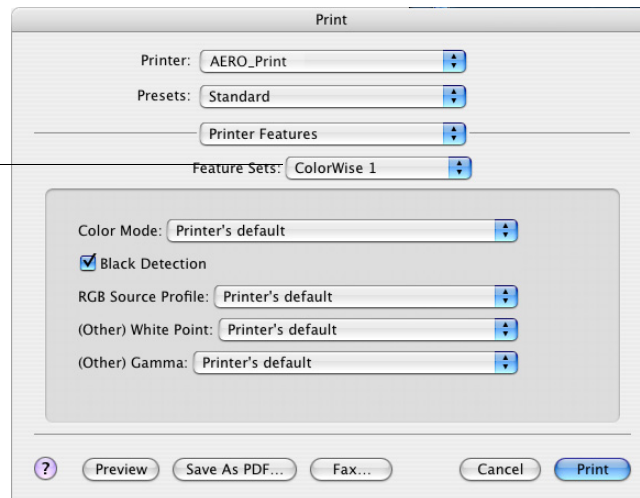 Print
Printer: AERO_Print
Presets: Standard
Printer Features
Feature Sets: ColorWise 1
Color Mode: Printer's default
Black Detection
RGB Source Profile: Printer's default
(Other) White Point: Printer's default
(Other) Gamma: Printer's default
? Preview Save As PDF... Fax... Cancel Print